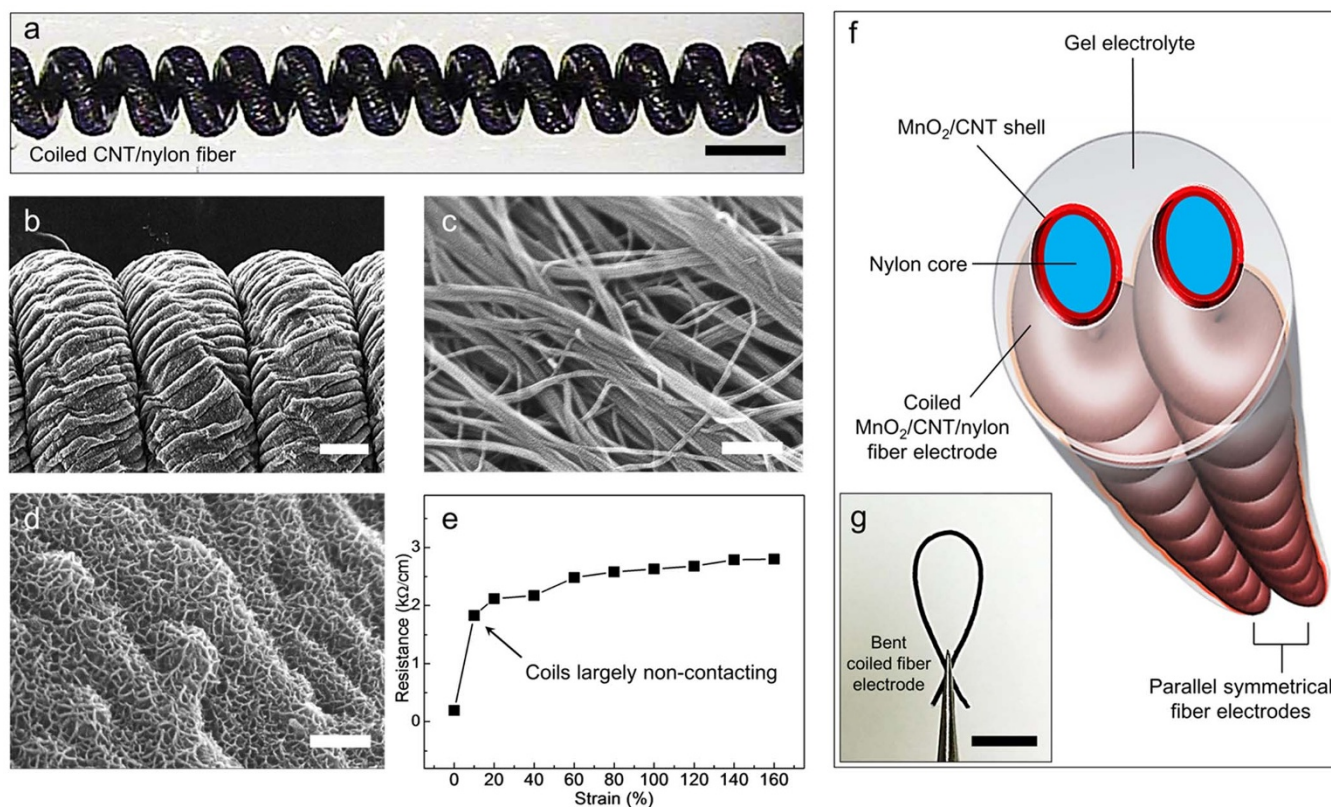 a
Coiled CNT/nylon fiber
b
c
d
e
Resistance (kΩ/cm)
3
2
1
0
Coils largely non-contacting
0 20 40 60 80 100 120 140 160
Strain (%)
f
Gel electrolyte
MnO₂/CNT shell
Nylon core
Coiled
MnO₂/CNT/nylon
fiber electrode
g
Bent
coiled fiber
electrode
Parallel symmetrical
fiber electrodes